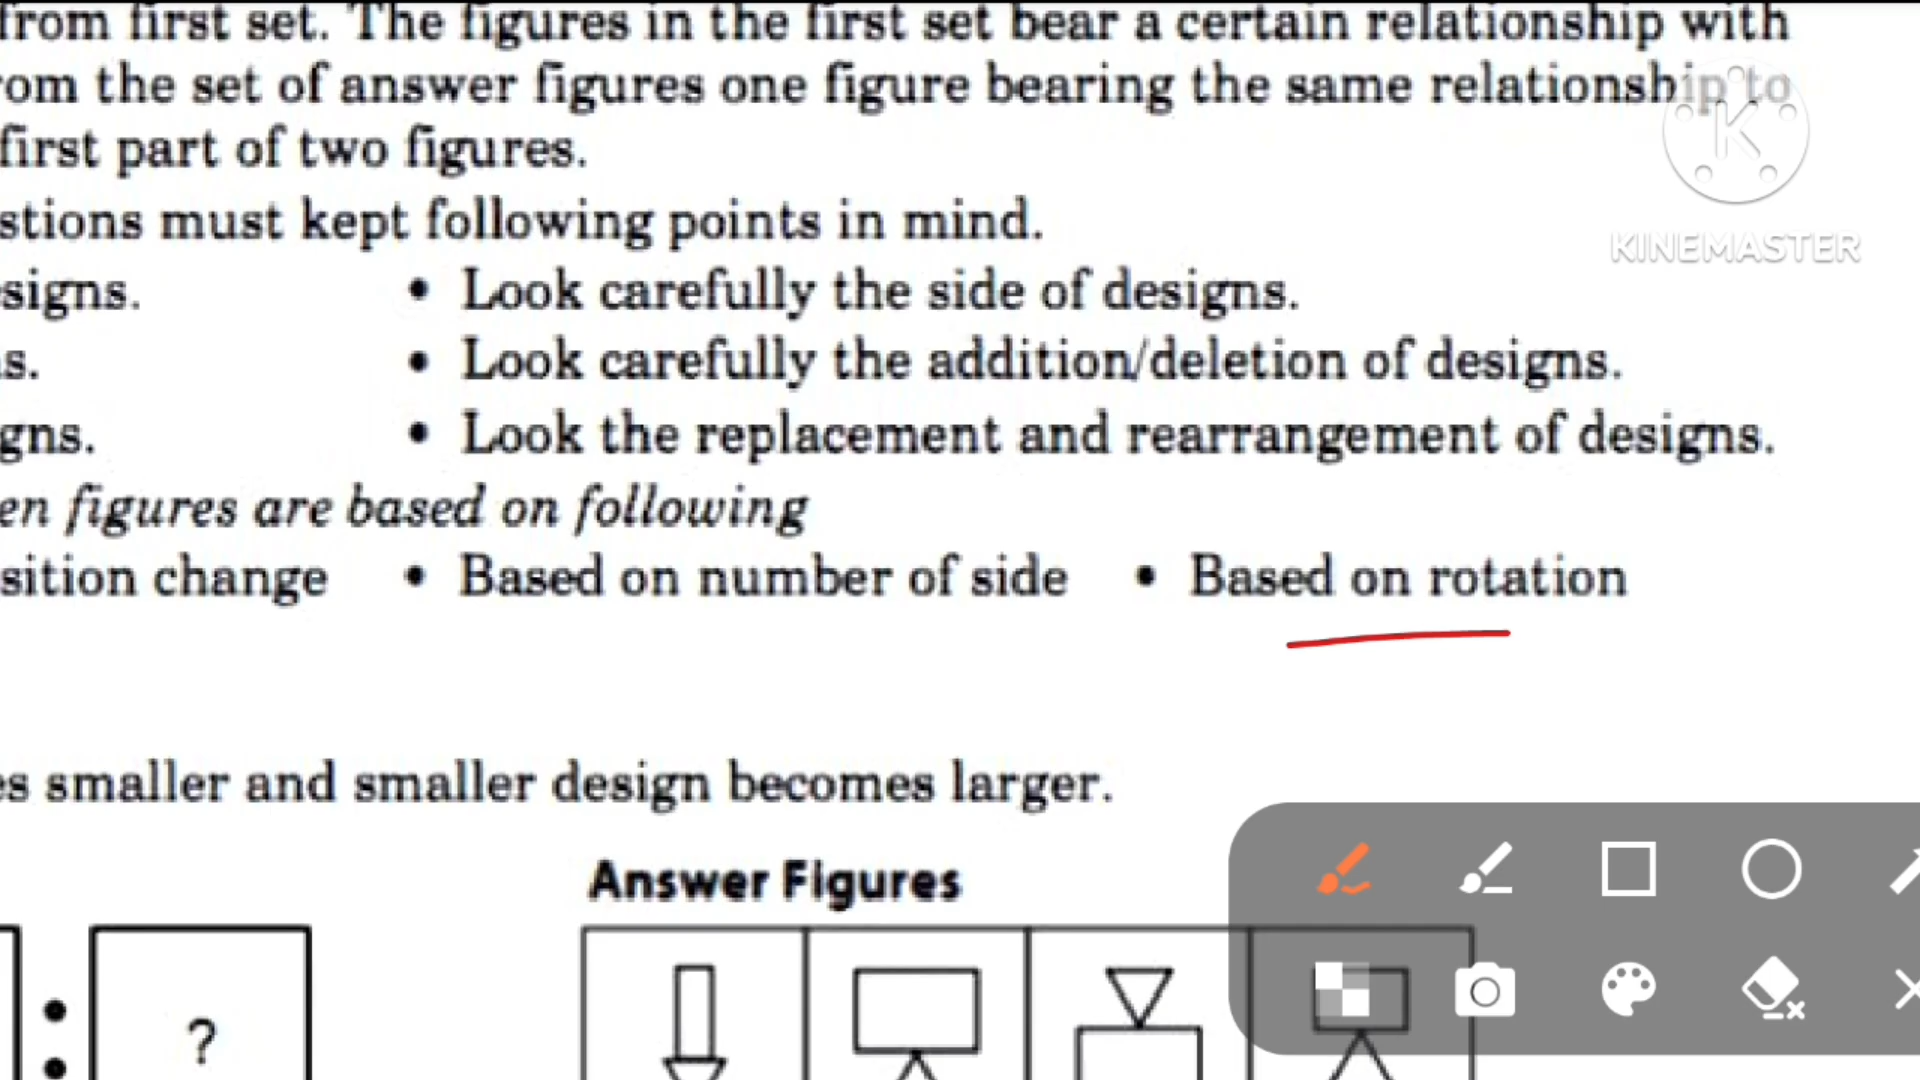 from first set. The figures in the first set bear a certain relationship with
om the set of answer figures one figure bearing the same relationship to
first part of two figures.
stions must kept following points in mind.
KINEMASTER
signs. • Look carefully the side of designs.
s. • Look carefully the addition/deletion of designs.
gns. • Look the replacement and rearrangement of designs.
en figures are based on following
sition change • Based on number of side • Based on rotation
es smaller and smaller design becomes larger.
Answer Figures
?